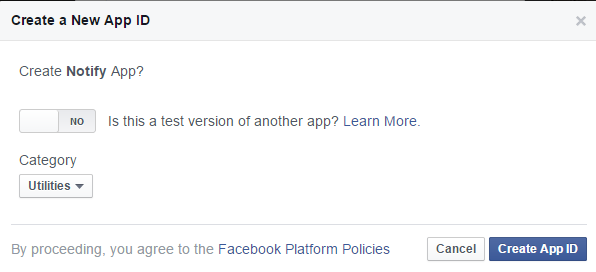 Create a New App ID
Create Notify App?
NO Is this a test version of another app? Learn More.
Category
Utilities
By proceeding, you agree to the Facebook Platform Policies Cancel Create App ID